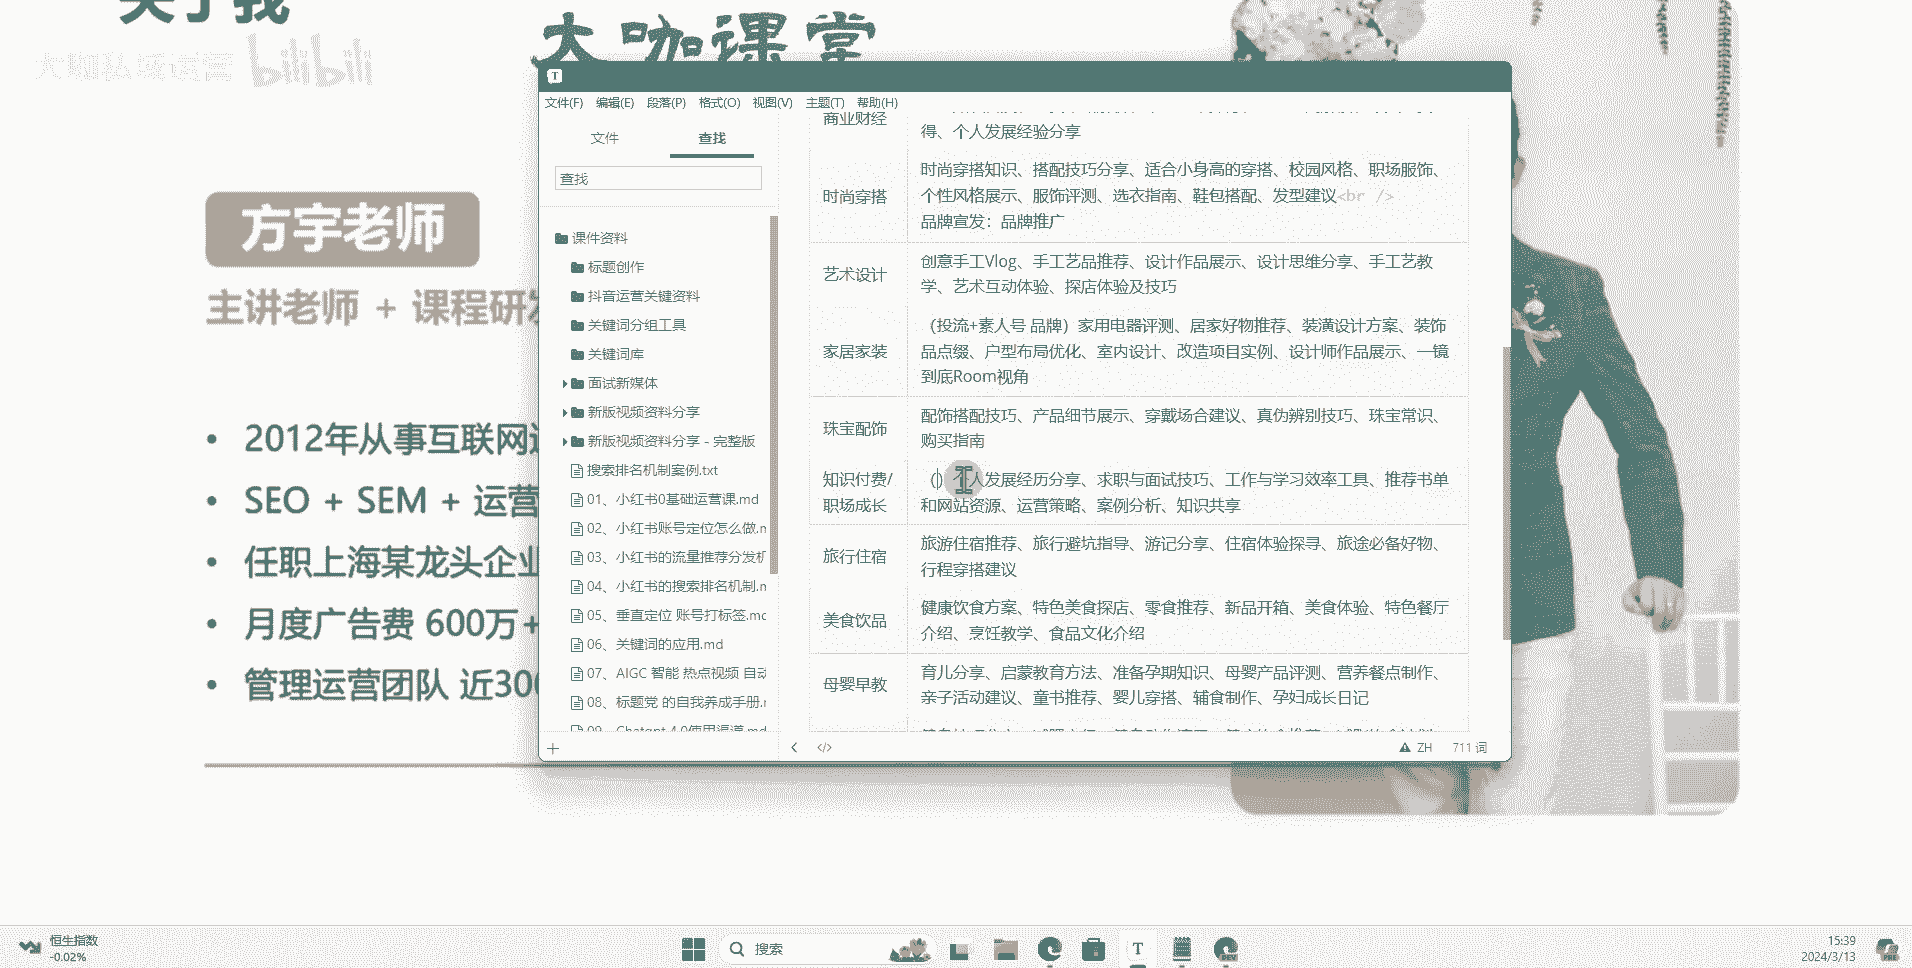 关于我
大咖私域运营 bilibili
大咖课堂
方宇老师
主讲老师 + 课程研发
2012年从事互联网
SEO + SEM + 运营
任职上海某龙头企业
月度广告费 600万+
管理运营团队 近300
文件(F) 编辑(E) 段落(P) 格式(O) 视图(V) 主题(T) 帮助(H)
文件 查找
查找
课件资料
标题创作
抖音运营关键资料
关键词分组工具
关键词库
面试新媒体
新版视频资料分享
新版视频资料分享 - 完整版
搜索排名机制案例.txt
01、小红书0基础运营课.md
02、小红书账号定位怎么做.m
03、小红书的流量推荐分发机
04、小红书的搜索排名机制.m
05、垂直定位 账号打标签.mc
06、关键词的应用.md
07、AIGC 智能 热点视频 自动
08、标题党 的自我养成手册.r
09、Chatgpt 4.0使用渠道.md
商业财经
得、个人发展经验分享
时尚穿搭
时尚穿搭知识、搭配技巧分享、适合小身高的穿搭、校园风格、职场服饰、
个性风格展示、服饰评测、选衣指南、鞋包搭配、发型建议<br />
品牌宣发：品牌推广
艺术设计
创意手工Vlog、手工艺品推荐、设计作品展示、设计思维分享、手工艺教
学、艺术互动体验、探店体验及技巧
家居家装
（投流+素人号 品牌）家用电器评测、居家好物推荐、装潢设计方案、装饰
品点缀、户型布局优化、室内设计、改造项目实例、设计师作品展示、一镜
到底Room视角
珠宝配饰
配饰搭配技巧、产品细节展示、穿戴场合建议、真伪辨别技巧、珠宝常识、
购买指南
知识付费/
职场成长
（）个人发展经历分享、求职与面试技巧、工作与学习效率工具、推荐书单
和网站资源、运营策略、案例分析、知识共享
旅行住宿
旅游住宿推荐、旅行避坑指导、游记分享、住宿体验探寻、旅途必备好物、
行程穿搭建议
美食饮品
健康饮食方案、特色美食探店、零食推荐、新品开箱、美食体验、特色餐厅
介绍、烹饪教学、食品文化介绍
母婴早教
育儿分享、启蒙教育方法、准备孕期知识、母婴产品评测、营养餐点制作、
亲子活动建议、童书推荐、婴儿穿搭、辅食制作、孕妇成长日记
ZH 711 词
恒生指数
-0.02%
搜索
15:39
2024/3/13